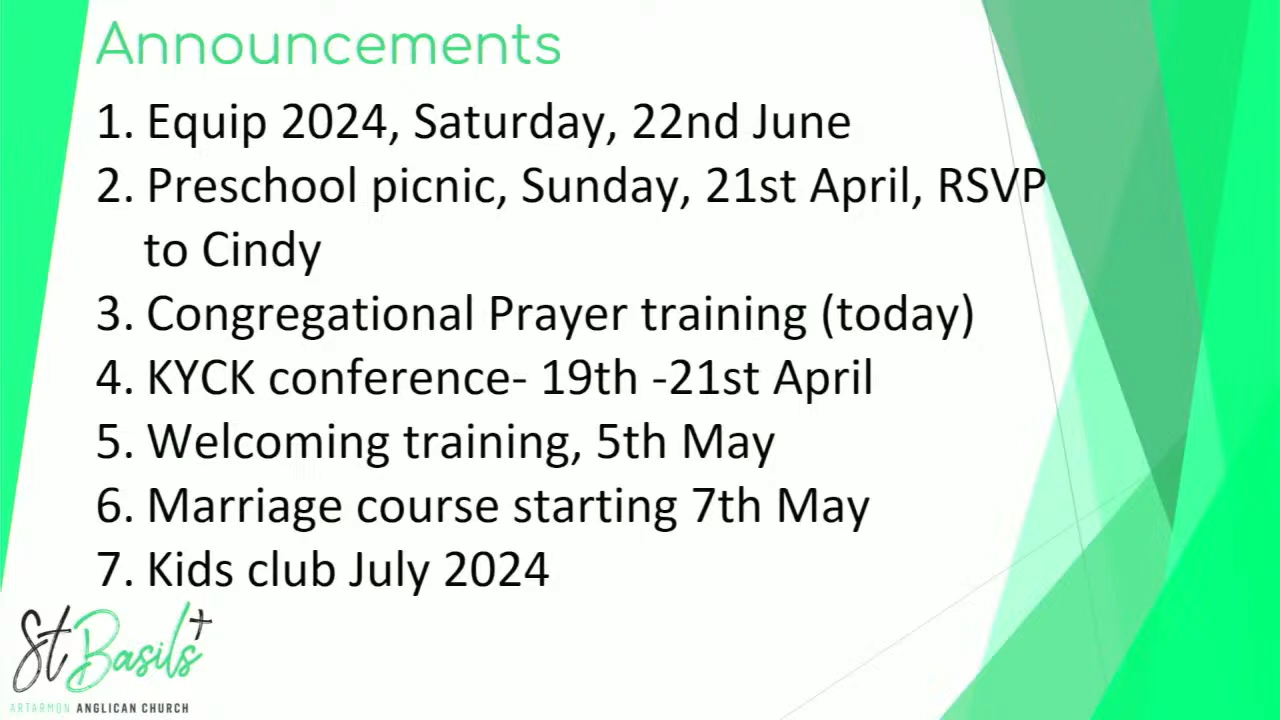 Announcements
1. Equip 2024, Saturday, 22nd June
2. Preschool picnic, Sunday, 21st April, RSVP
to Cindy
3. Congregational Prayer training (today)
4. KYCK conference- 19th -21st April
5. Welcoming training, 5th May
6. Marriage course starting 7th May
7. Kids club July 2024
St Basils
ARTARMON ANGLICAN CHURCH